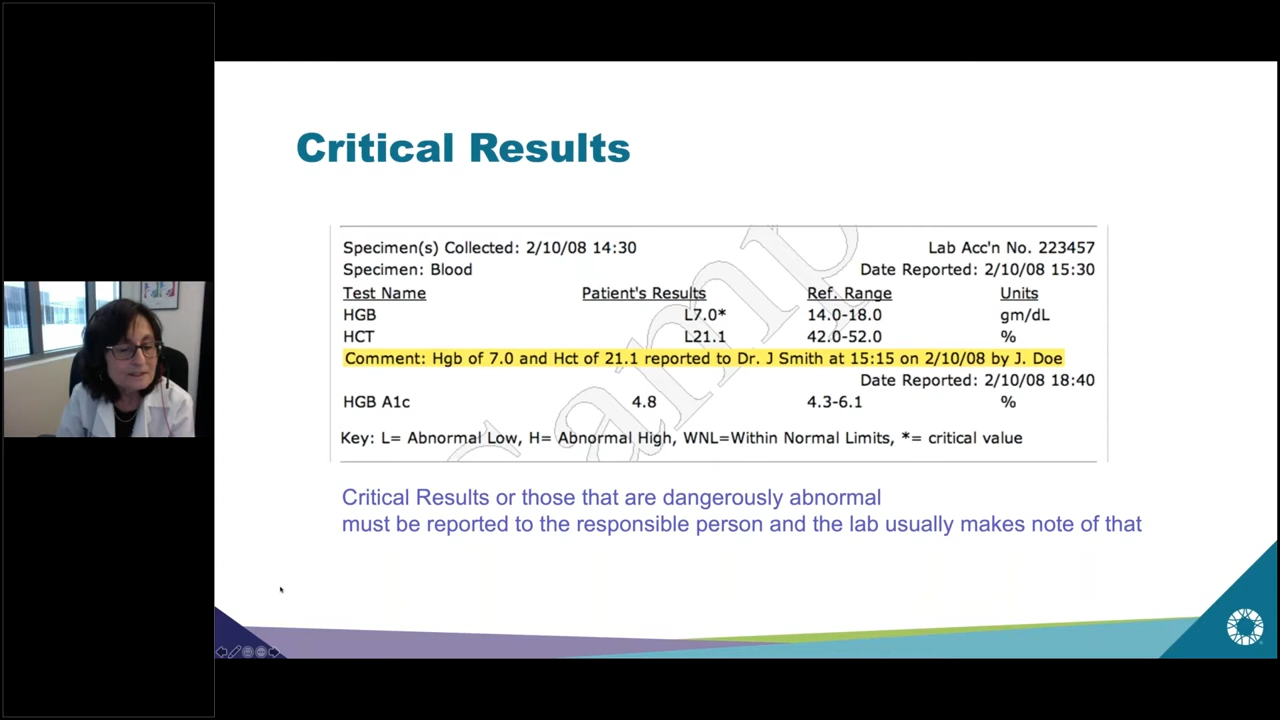 Critical Results
Specimen(s) Collected: 2/10/08 14:30 Lab Acc'n No. 223457
Specimen: Blood Date Reported: 2/10/08 15:30
Test Name Patient's Results Ref. Range Units
HGB L7.0* 14.0-18.0 gm/dL
HCT L21.1 42.0-52.0 %
Comment: Hgb of 7.0 and Hct of 21.1 reported to Dr. J Smith at 15:15 on 2/10/08 by J. Doe
Date Reported: 2/10/08 18:40
HGB A1c 4.8 4.3-6.1 %
Key: L= Abnormal Low, H= Abnormal High, WNL=Within Normal Limits, *= critical value
Critical Results or those that are dangerously abnormal
must be reported to the responsible person and the lab usually makes note of that